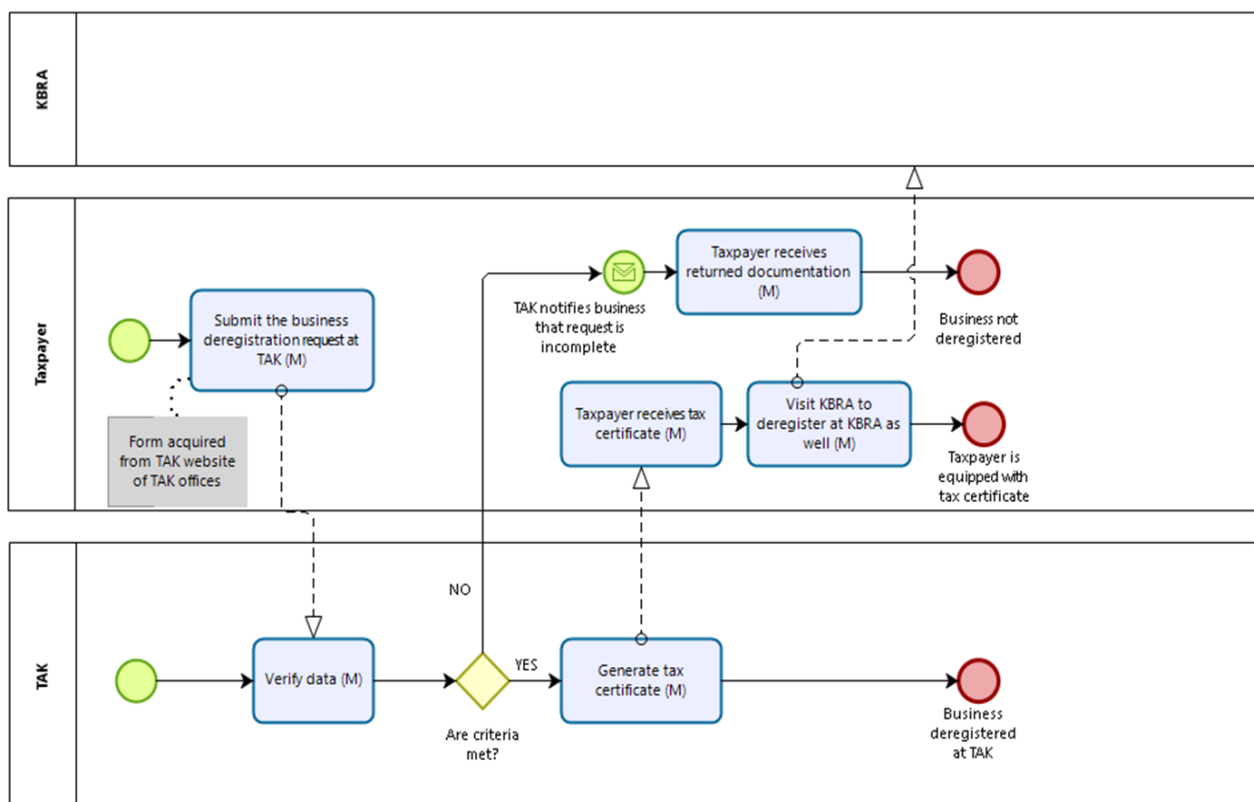 KBRA
Taxpayer
Submit the business
deregistration request at
TAK (M)
Form acquired
from TAK website
of TAK offices
TAK notifies business
that request is
incomplete
Taxpayer receives
returned documentation
(M)
Business not
deregistered
Taxpayer receives tax
certificate (M)
Visit KBRA to
deregister at KBRA as
well (M)
Taxpayer is
equipped with
tax certificate
TAK
Verify data (M)
NO
YES
Are criteria
met?
Generate tax
certificate (M)
Business
deregistered
at TAK